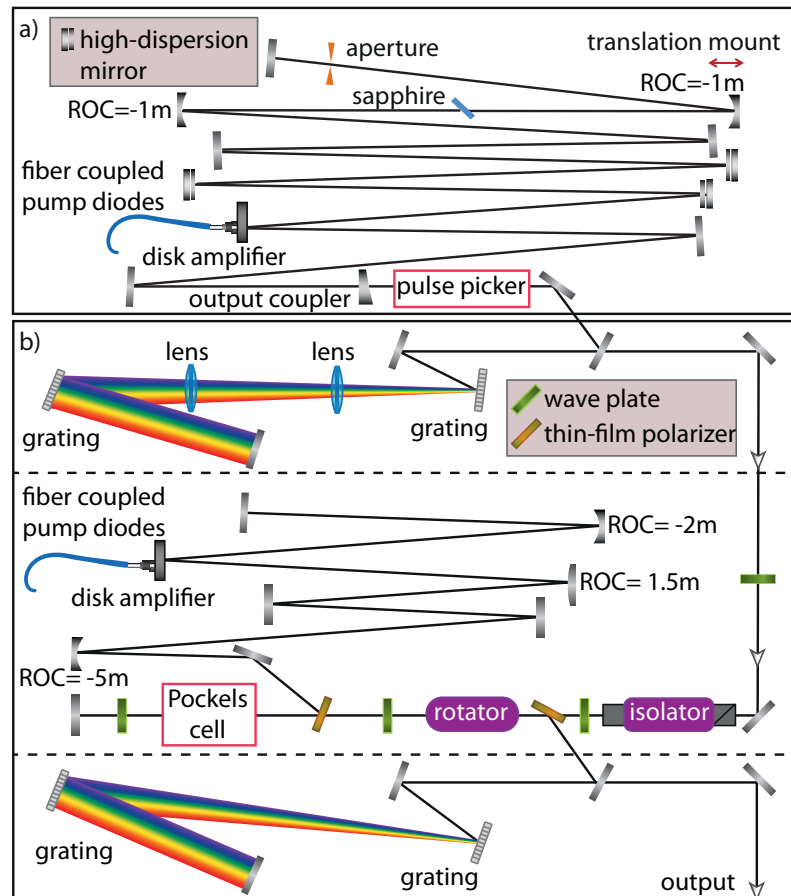 a)
high-dispersion
mirror
aperture
translation mount
ROC=-1m
ROC=-1m
sapphire
fiber coupled
pump diodes
disk amplifier
output coupler
pulse picker
b)
lens
lens
grating
grating
wave plate
thin-film polarizer
fiber coupled
pump diodes
ROC= -2m
disk amplifier
ROC= 1.5m
ROC= -5m
Pockels
cell
rotator
isolator
grating
grating
output